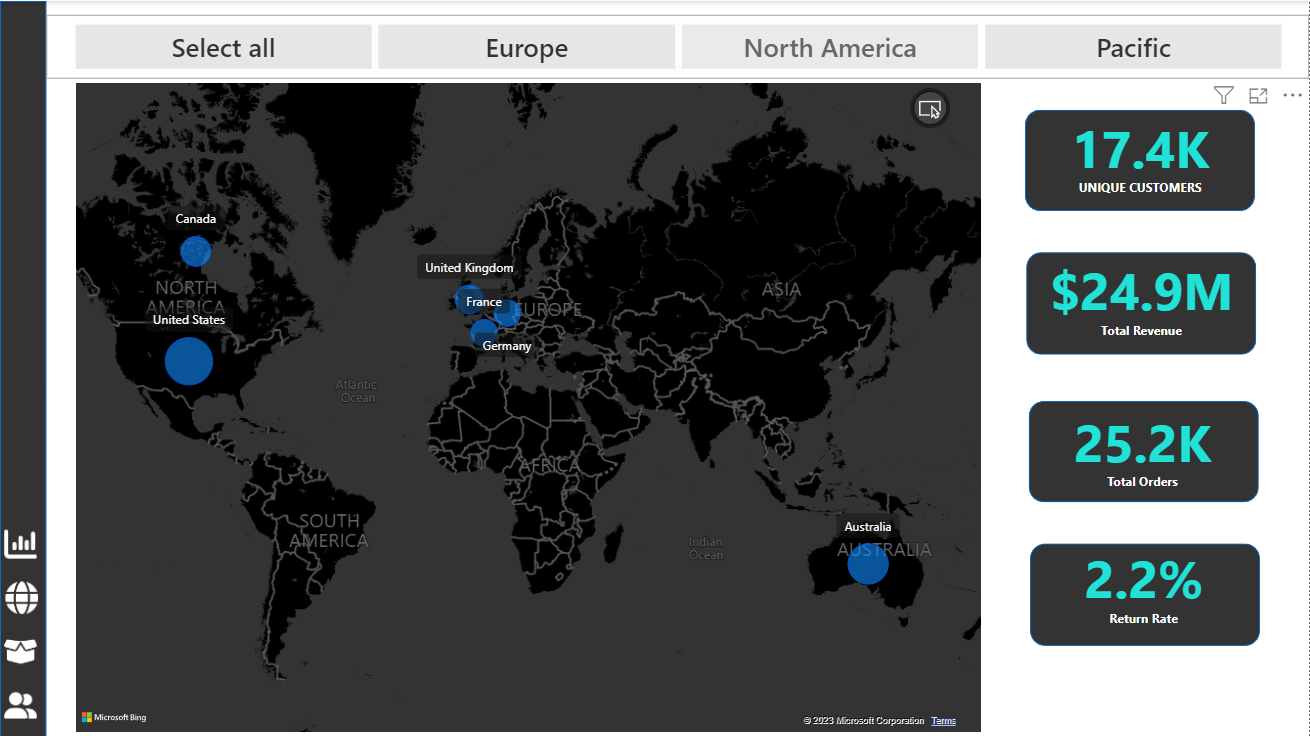 Select all
Europe
North America
Pacific
Canada
NORTH
AMERICA
United States
United Kingdom
France
EUROPE
Germany
ASIA
Atlantic
Ocean
AFRICA
SOUTH
AMERICA
Indian
Ocean
Australia
AUSTRALIA
Microsoft Bing
© 2023 Microsoft Corporation Terms
17.4K
UNIQUE CUSTOMERS
$24.9M
Total Revenue
25.2K
Total Orders
2.2%
Return Rate